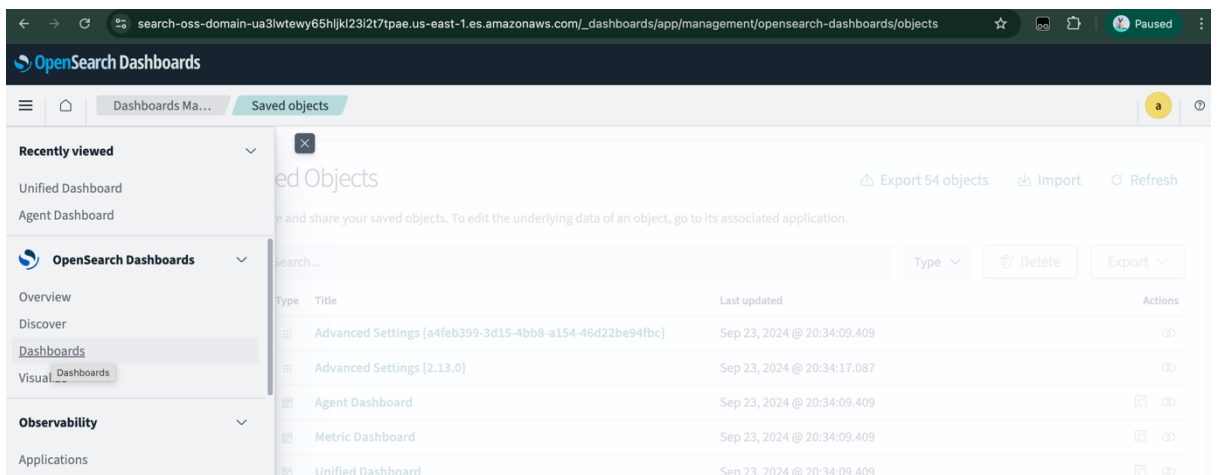 search-oss-domain-ua3lwtewy65hljkl23i2t7tpae.us-east-1.es.amazonaws.com/_dashboards/app/management/opensearch-dashboards/objects
Paused
OpenSearch Dashboards
Dashboards Ma...
Saved objects
a
Recently viewed
Unified Dashboard
Agent Dashboard
OpenSearch Dashboards
Overview
Discover
Dashboards
Dashboards
Observability
Applications
ed Objects
Export 54 objects
Import
Refresh
e and share your saved objects. To edit the underlying data of an object, go to its associated application.
Search...
Type
Delete
Export
Type Title Last updated Actions
Advanced Settings [a4feb399-3d15-4bb8-a154-46d22be94fbc] Sep 23, 2024 @ 20:34:09.409
Advanced Settings [2.13.0] Sep 23, 2024 @ 20:34:17.087
Agent Dashboard Sep 23, 2024 @ 20:34:09.409
Metric Dashboard Sep 23, 2024 @ 20:34:09.409
Unified Dashboard Sep 23, 2024 @ 20:34:09.409